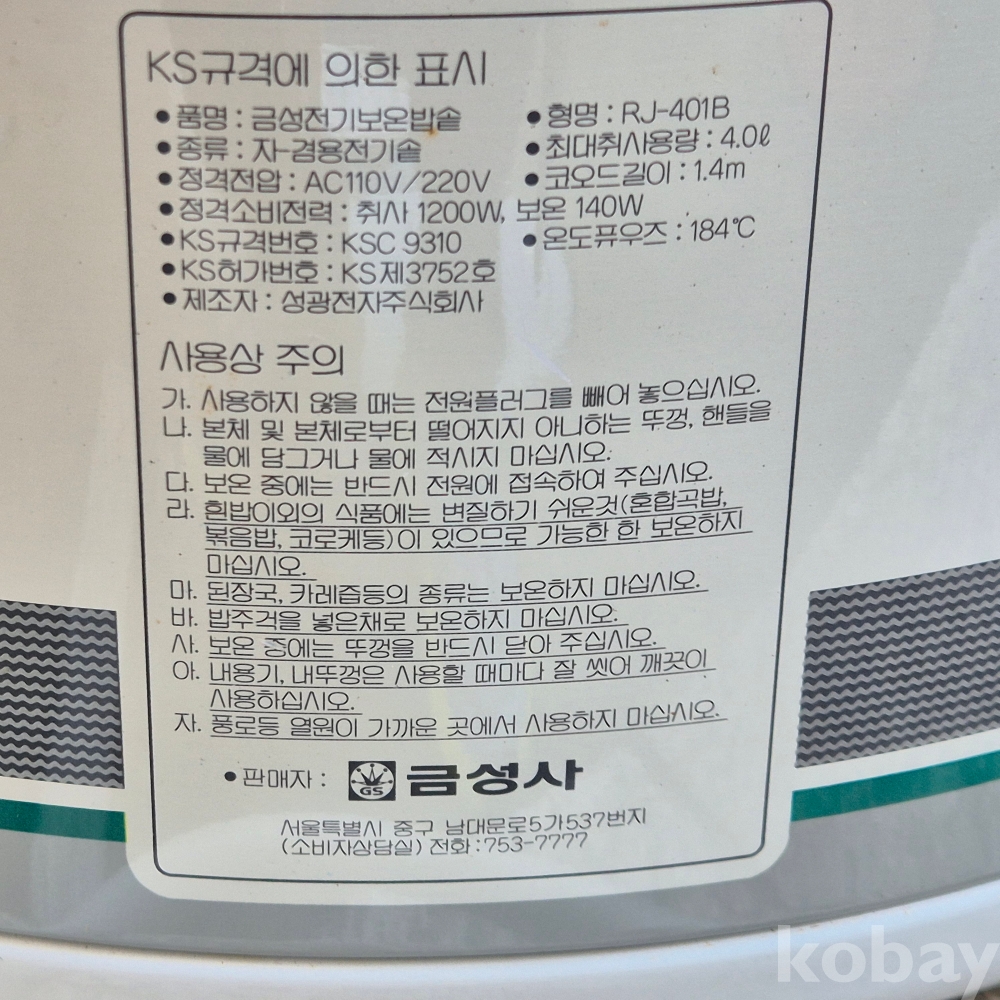 KS규격에 의한 표시
• 품명 : 금성전기보온밥솥
• 형명 : RJ-401B
• 종류 : 자-겸용전기솥
• 최대취사용량 : 4.0ℓ
• 정격전압 : AC110V/220V
• 코오드길이 : 1.4m
• 정격소비전력 : 취사 1200W, 보온 140W
• KS규격번호 : KSC 9310
• 온도퓨우즈 : 184℃
• KS허가번호 : KS제3752호
• 제조자 : 성광전자주식회사
사용상 주의
가. 사용하지 않을 때는 전원플러그를 빼어 놓으십시오.
나. 본체 및 본체로부터 떨어지지 아니하는 뚜껑, 핸들을
물에 담그거나 물에 적시지 마십시오.
다. 보온 중에는 반드시 전원에 접속하여 주십시오.
라. 흰밥이외의 식품에는 변질하기 쉬운것(혼합곡밥,
볶음밥, 코로케등)이 있으므로 가능한 한 보온하지
마십시오.
마. 된장국, 카레즙등의 종류는 보온하지 마십시오.
바. 밥주걱을 넣은채로 보온하지 마십시오.
사. 보온 중에는 뚜껑을 반드시 닫아 주십시오.
아. 내용기, 내뚜껑은 사용할 때마다 잘 씻어 깨끗이
사용하십시오.
자. 풍로등 열원이 가까운 곳에서 사용하지 마십시오.
• 판매자 : GS 금성사
서울특별시 중구 남대문로5가537번지
(소비자상담실) 전화 : 753-7777
kobay